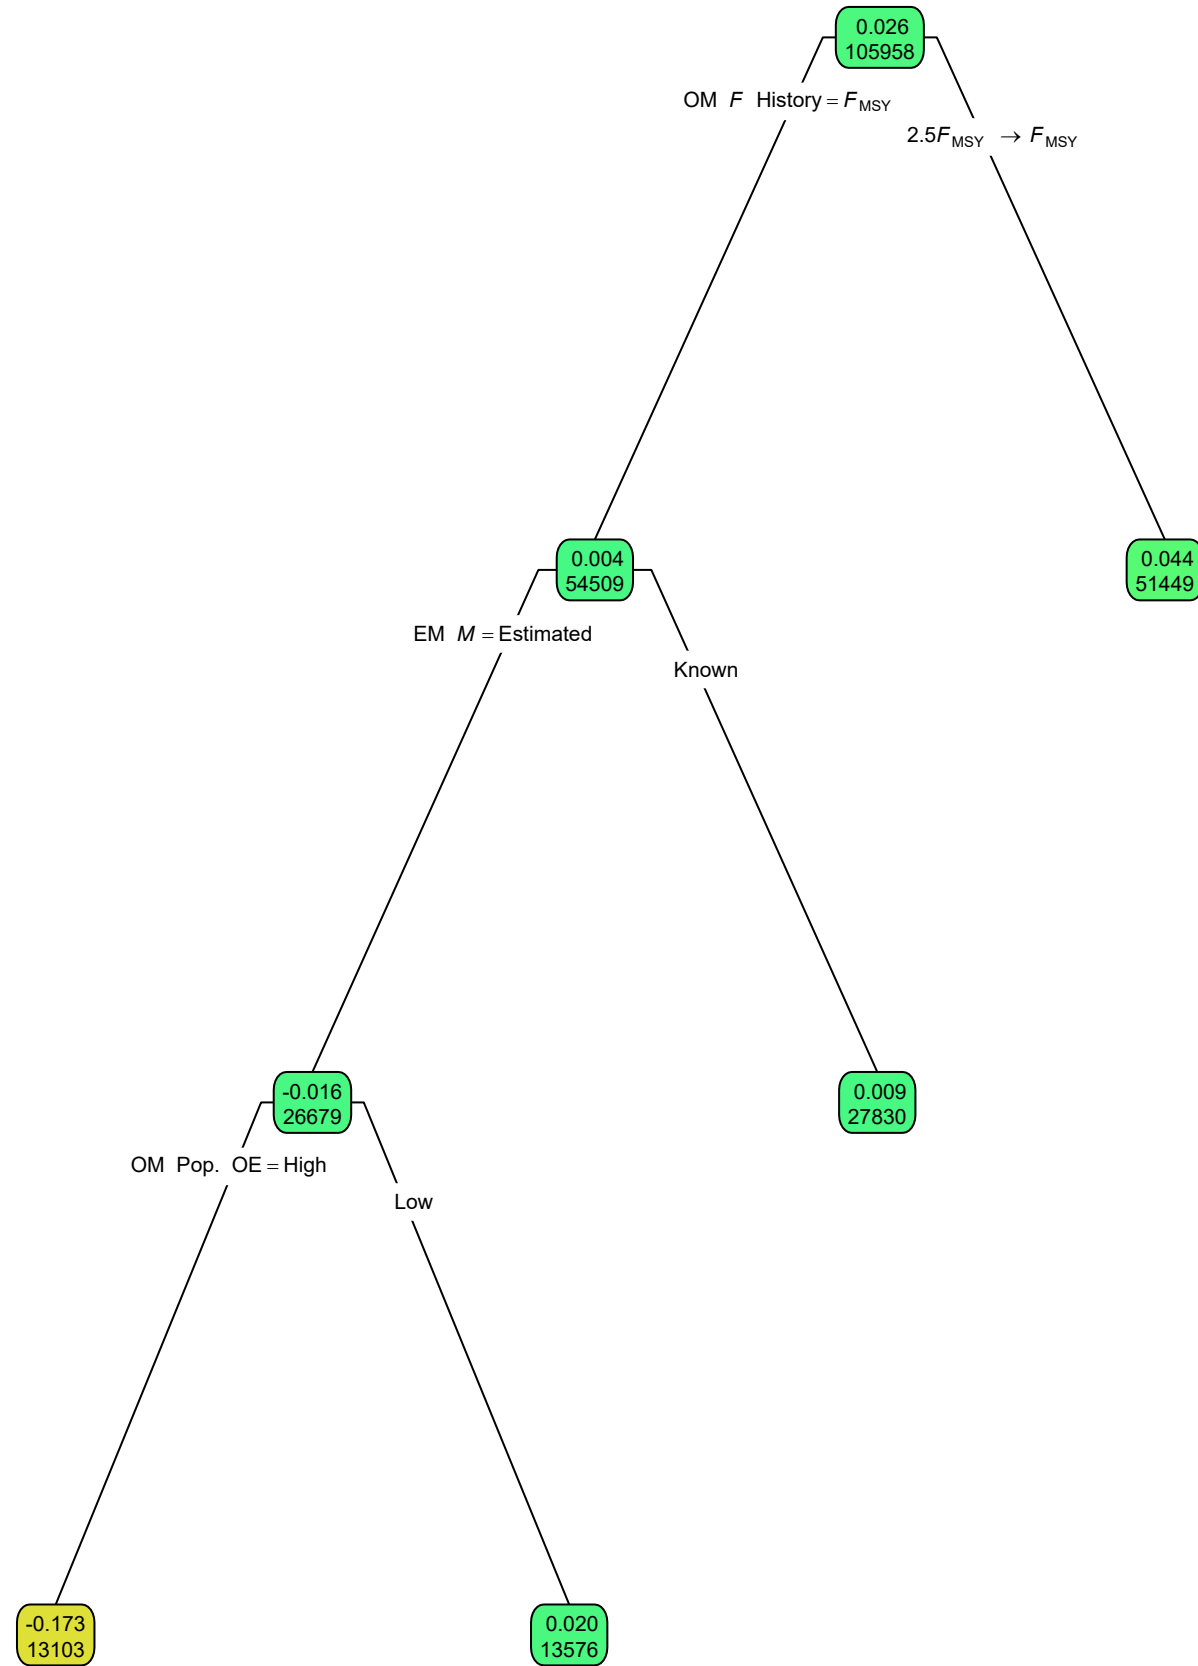 0.026
105958
OM F History = F_MSY
2.5F_MSY → F_MSY
0.004
54509
0.044
51449
EM M = Estimated
Known
-0.016
26679
0.009
27830
OM Pop. OE = High
Low
-0.173
13103
0.020
13576